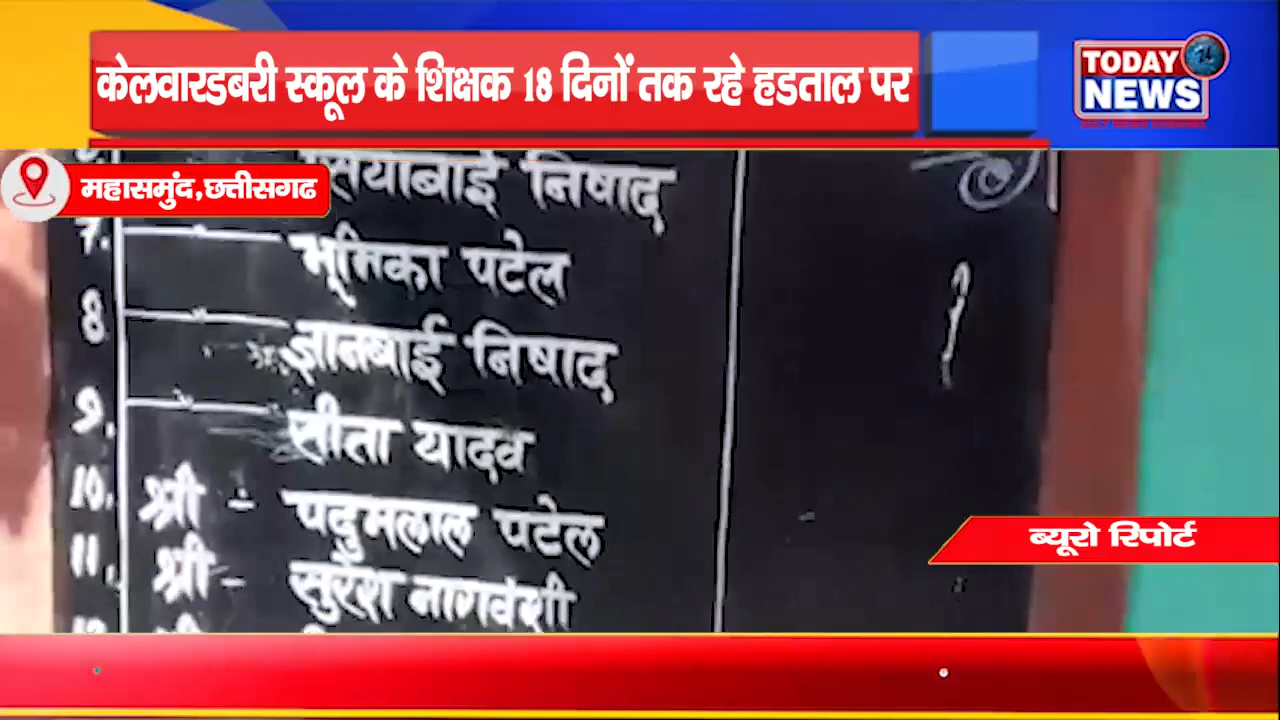 केलवारडबरी स्कूल के शिक्षक 18 दिनों तक रहे हडताल पर
TODAY 24
NEWS
महासमुंद,छत्तीसगढ
सियाबाई निषाद
7. भूमिका पटेल
8 ज्ञानबाई निषाद
9. सीता यादव
10. श्री - पदुमलाल पटेल
11. श्री - सुरेश नागवंशी
ब्यूरो रिपोर्ट